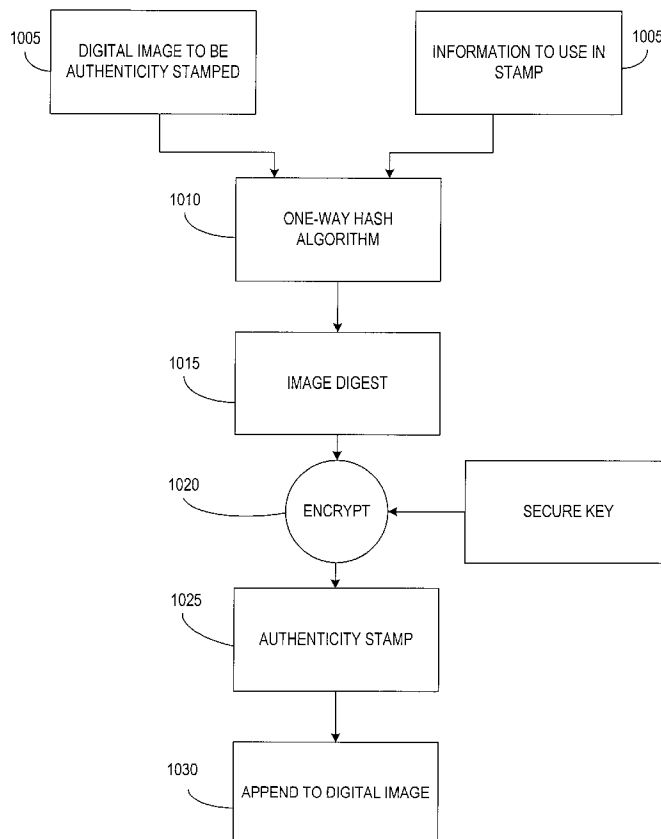 1005
DIGITAL IMAGE TO BE
AUTHENTICITY STAMPED
INFORMATION TO USE IN
STAMP
1005
1010
ONE-WAY HASH
ALGORITHM
1015
IMAGE DIGEST
1020
ENCRYPT
SECURE KEY
1025
AUTHENTICITY STAMP
1030
APPEND TO DIGITAL IMAGE